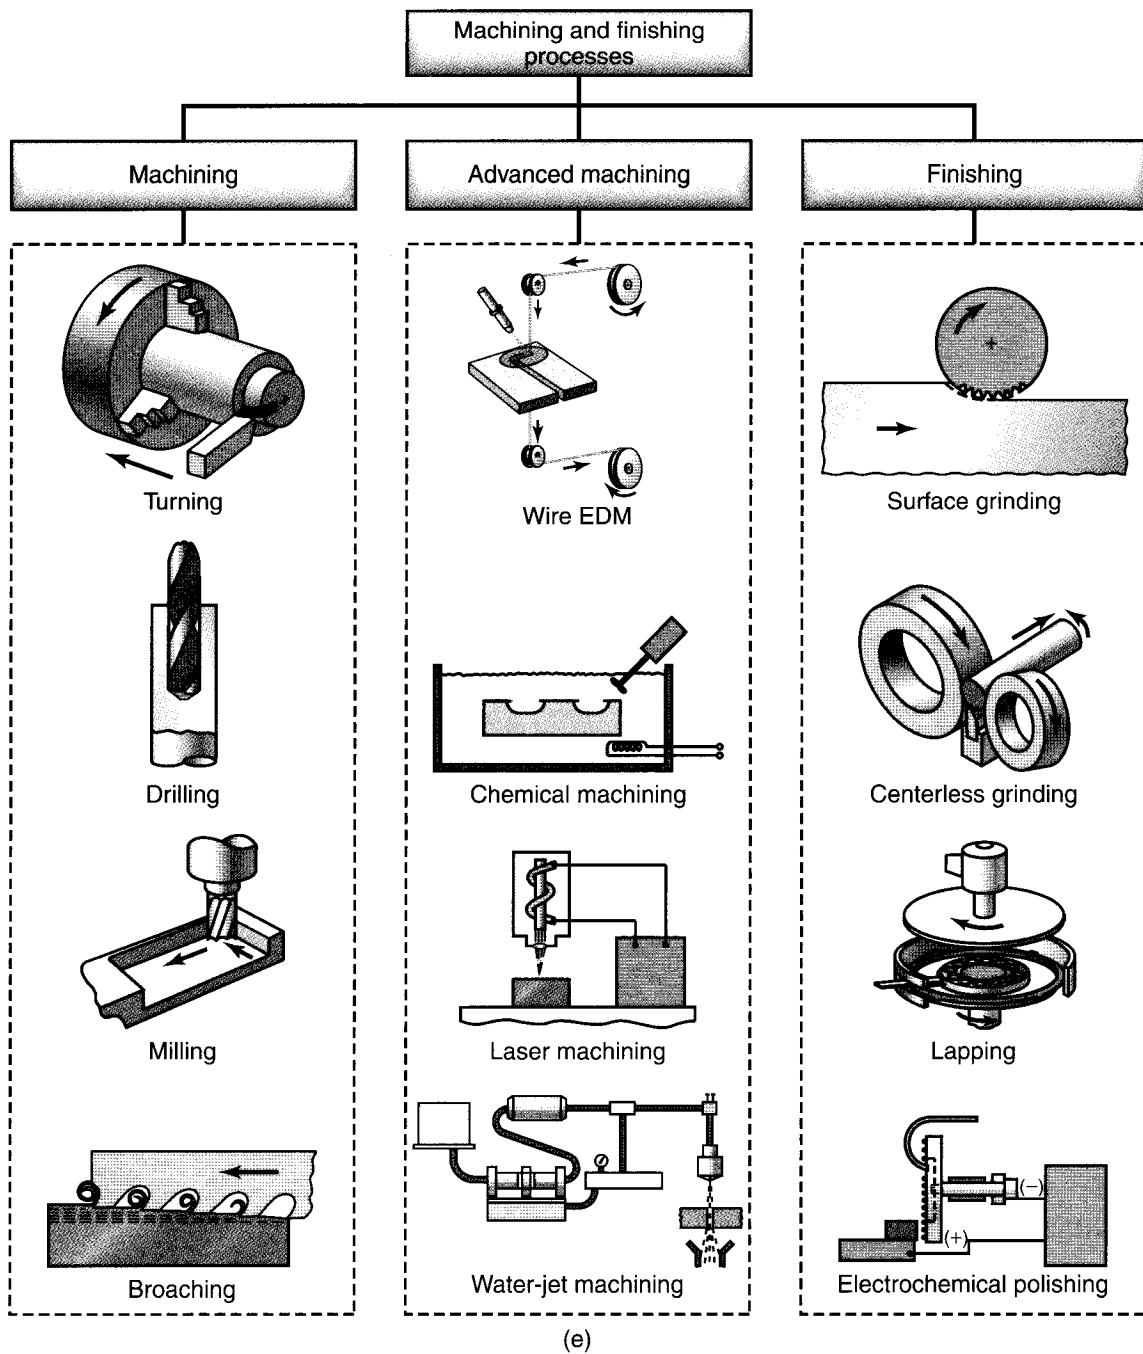 Machining and finishing
processes
Machining
Advanced machining
Finishing
Turning
Wire EDM
Surface grinding
Drilling
Chemical machining
Centerless grinding
Milling
Laser machining
Lapping
(–)
(+)
Broaching
Water-jet machining
Electrochemical polishing
(e)